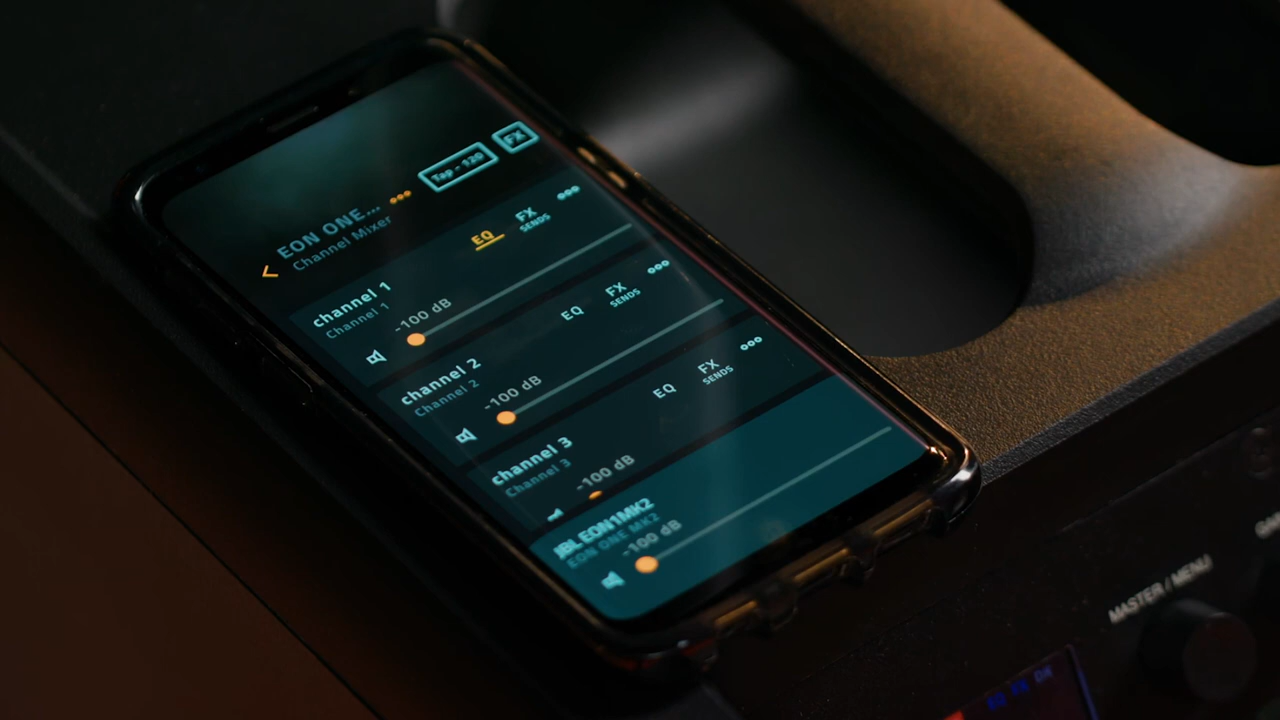 Tap - 120
FX
EON ONE...
Channel Mixer
EQ
FX
SENDS
channel 1
Channel 1
-100 dB
EQ
FX
SENDS
channel 2
Channel 2
-100 dB
EQ
FX
SENDS
channel 3
Channel 3
-100 dB
JBL EON1MK2
EON ONE MK2
-100 dB
MASTER / MENU